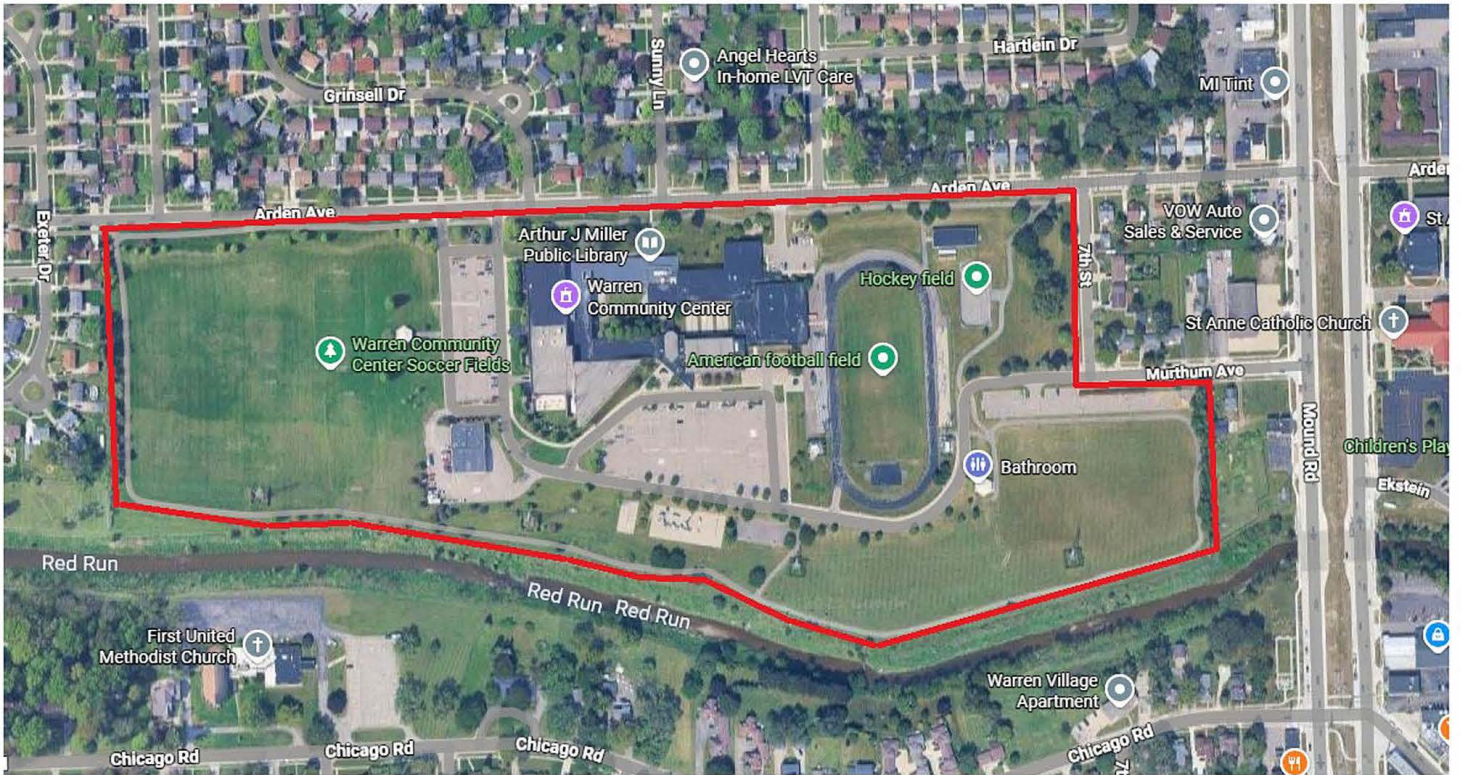 Hartlein Dr
Angel Hearts
In-home LVT Care
Sunny Ln
MI Tint
Grinsell Dr
Arden Ave
Arden Ave
Arden
Exeter Dr
VOW Auto
Sales & Service
St A
Arthur J Miller
Public Library
7th St
Hockey field
Warren
Community Center
St Anne Catholic Church
Warren Community
Center Soccer Fields
American football field
Murthum Ave
Mound Rd
Children's Play
Bathroom
Ekstein
Red Run
Red Run
Red Run
First United
Methodist Church
Warren Village
Apartment
Chicago Rd
Chicago Rd
Chicago Rd
Chicago Rd
7t